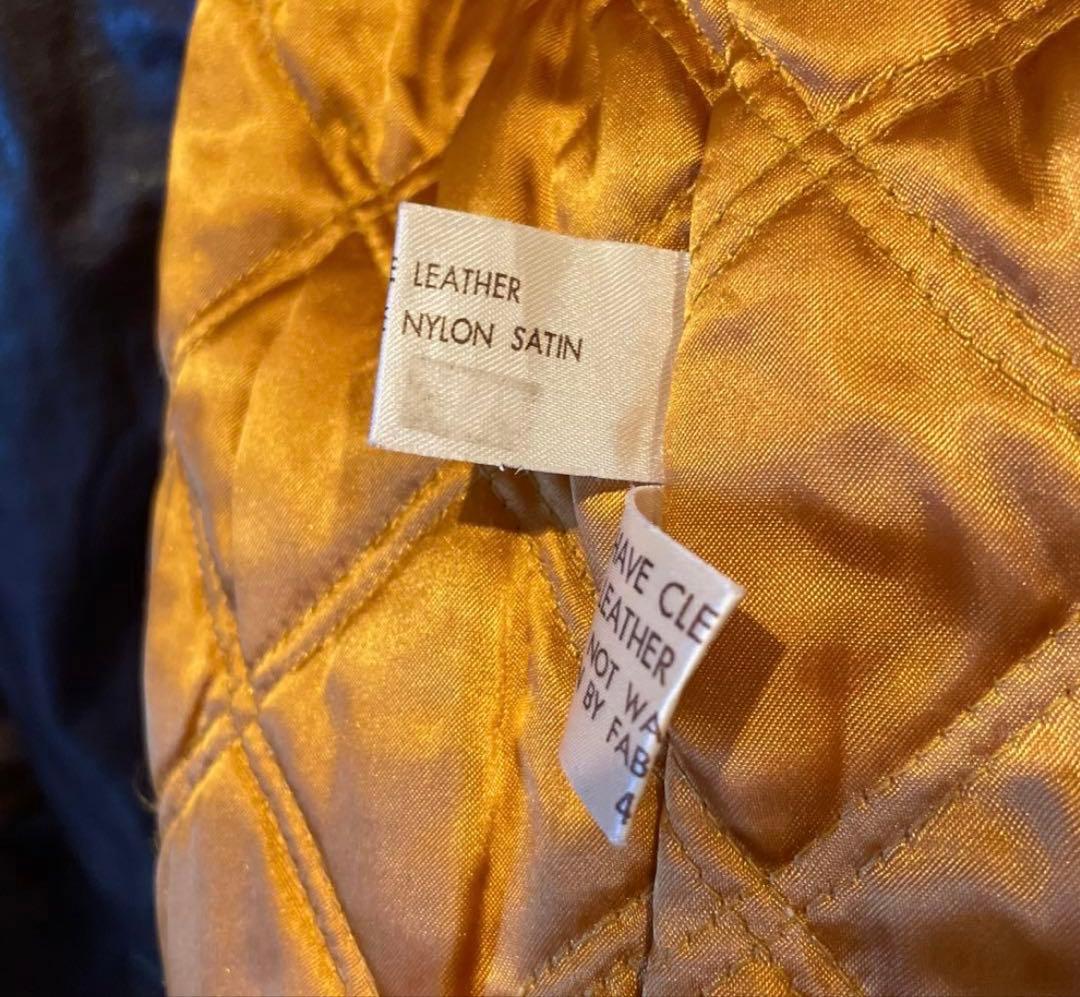 LEATHER
NYLON SATIN
HAVE CLE
LEATHER
NOT WA
BY FAB
4